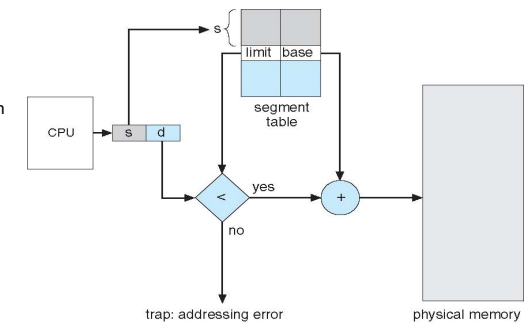 s
limit base
segment
table
CPU
s d
<
yes
+
no
trap: addressing error
physical memory